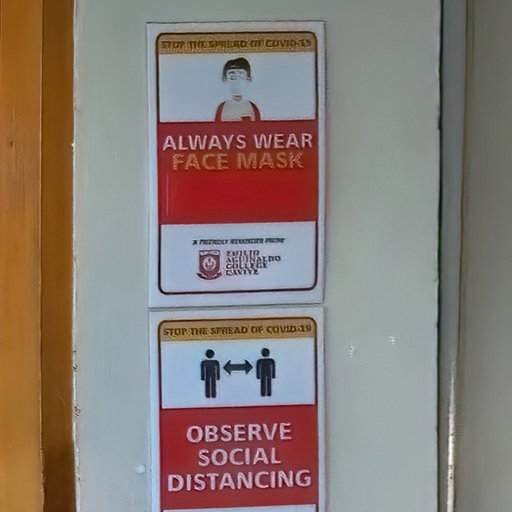 STOP THE SPREAD OF COVID-19
ALWAYS WEAR
FACE MASK
A FRIENDLY REMINDER FROM
EMILIO
AGUINALDO
COLLEGE
CAVITE
STOP THE SPREAD OF COVID-19
OBSERVE
SOCIAL
DISTANCING